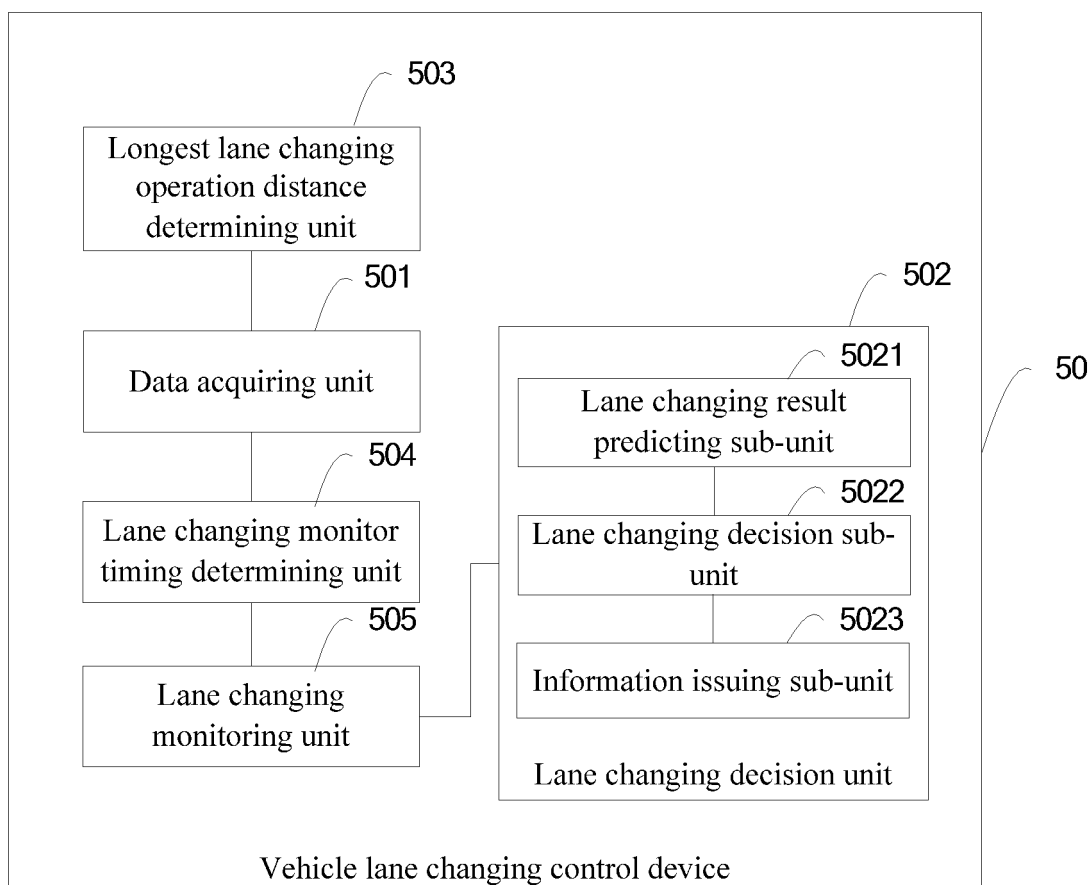 503
Longest lane changing
operation distance
determining unit
501
Data acquiring unit
504
Lane changing monitor
timing determining unit
505
Lane changing
monitoring unit
502
5021
Lane changing result
predicting sub-unit
5022
Lane changing decision sub-
unit
5023
Information issuing sub-unit
Lane changing decision unit
50
Vehicle lane changing control device